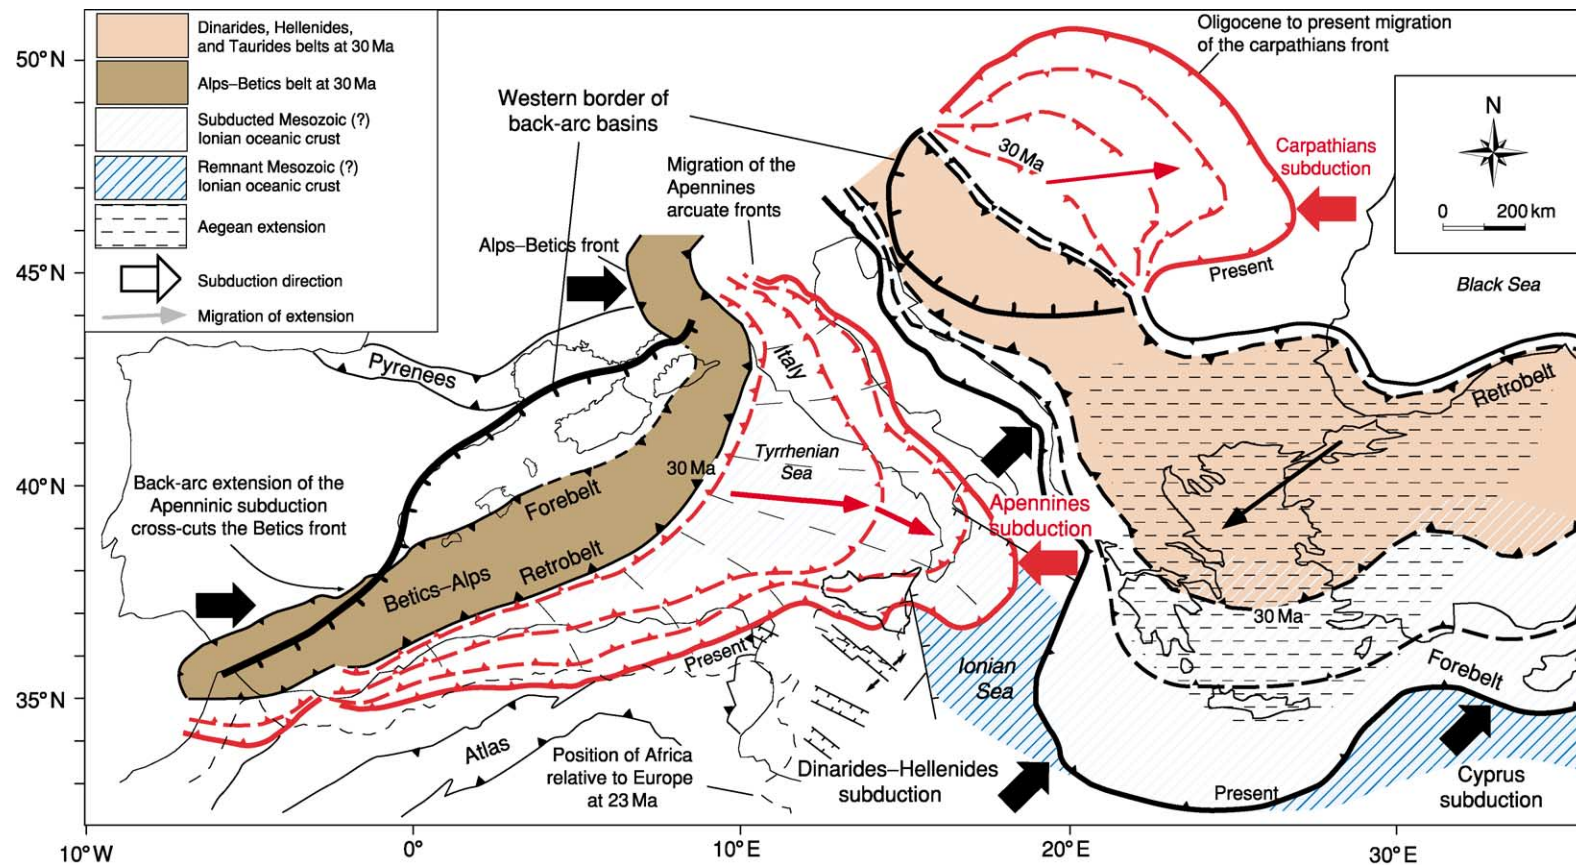 Dinarides, Hellenides,
and Taurides belts at 30 Ma
Alps–Betics belt at 30 Ma
Subducted Mesozoic (?)
Ionian oceanic crust
Remnant Mesozoic (?)
Ionian oceanic crust
Aegean extension
Subduction direction
Migration of extension
50°N
45°N
40°N
35°N
10°W
0°
10°E
20°E
30°E
Oligocene to present migration
of the carpathians front
Western border of
back-arc basins
Migration of the
Apennines
arcuate fronts
Alps–Betics front
30 Ma
Carpathians
subduction
Present
N
0 200 km
Black Sea
Pyrenees
Italy
Retrobelt
Tyrrhenian
Sea
30 Ma
Back-arc extension of the
Apenninic subduction
cross-cuts the Betics front
Forebelt
Retrobelt
Betics–Alps
Apennines
subduction
30 Ma
Present
Ionian
Sea
Forebelt
Atlas
Position of Africa
relative to Europe
at 23 Ma
Dinarides–Hellenides
subduction
Present
Cyprus
subduction